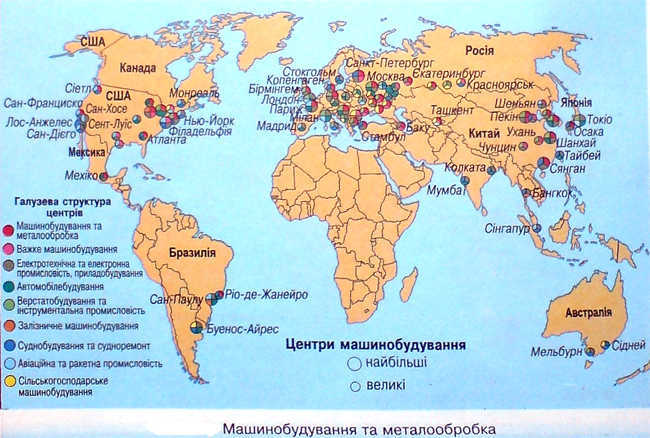 США
Канада
США
Сіетл
Монреаль
Сан-Франциско
Сан-Хосе
Лос-Анжелес
Сент-Луїс
Сан-Дієго
Нью-Йорк
Філадельфія
Атланта
Мексика
Мехіко
Росія
Санкт-Петербург
Стокгольм
Москва
Єкатеринбург
Копенгаген
Красноярськ
Бірмінгем
Лондон
Париж
Мілан
Мадрид
Стамбул
Баку
Ташкент
Шеньян
Японія
Пекін
Токіо
Китай
Ухань
Осака
Чунцин
Шанхай
Тайбей
Сянган
Колката
Мумбаї
Бангкок
Сінгапур
Бразилія
Сан-Паулу
Ріо-де-Жанейро
Буенос-Айрес
Австралія
Мельбурн
Сідней
Галузева структура
центрів
Машинобудування та
металообробка
Важке машинобудування
Електротехнічна та електронна
промисловість, приладобудування
Автомобілебудування
Верстатобудування та
інструментальна промисловість
Залізничне машинобудування
Суднобудування та судноремонт
Авіаційна та ракетна промисловість
Сільськогосподарське
машинобудування
Центри машинобудування
найбільші
великі
Машинобудування та металообробка